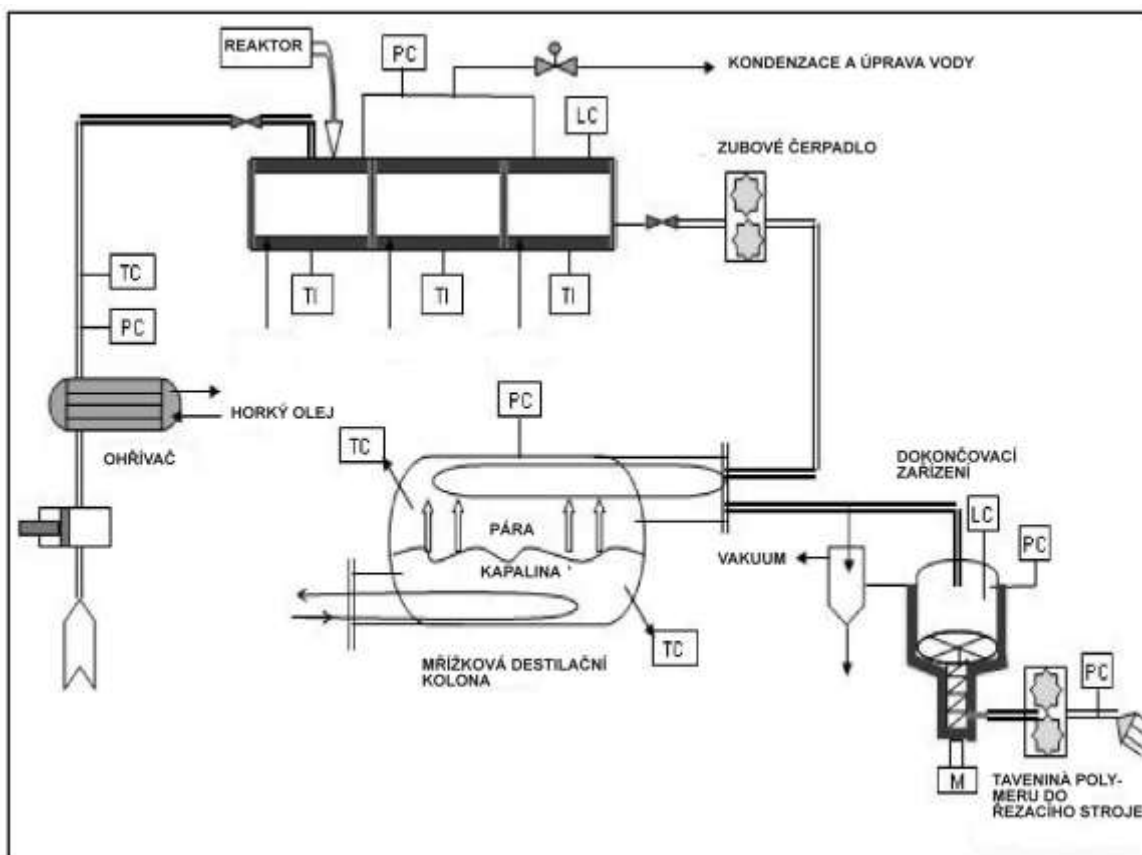 REAKTOR
PC
KONDENZACE A ÚPRAVA VODY
LC
ZUBOVÉ ČERPADLO
TC
TI
TI
TI
PC
HORKÝ OLEJ
OHŘÍVAČ
PC
TC
DOKONČOVACÍ
ZAŘÍZENÍ
LC
PC
PÁRA
VAKUUM
KAPALINA
TC
MŘÍŽKOVÁ DESTILAČNÍ
KOLONA
PC
M
TAVENINÀ POLY-
MERU DO
ŘEZACÍHO STROJE